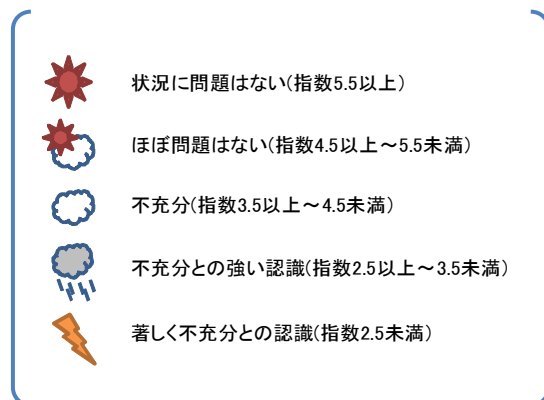 状況に問題はない(指数5.5以上)
ほぼ問題はない(指数4.5以上～5.5未満)
不充分(指数3.5以上～4.5未満)
不充分との強い認識(指数2.5以上～3.5未満)
著しく不充分との認識(指数2.5未満)